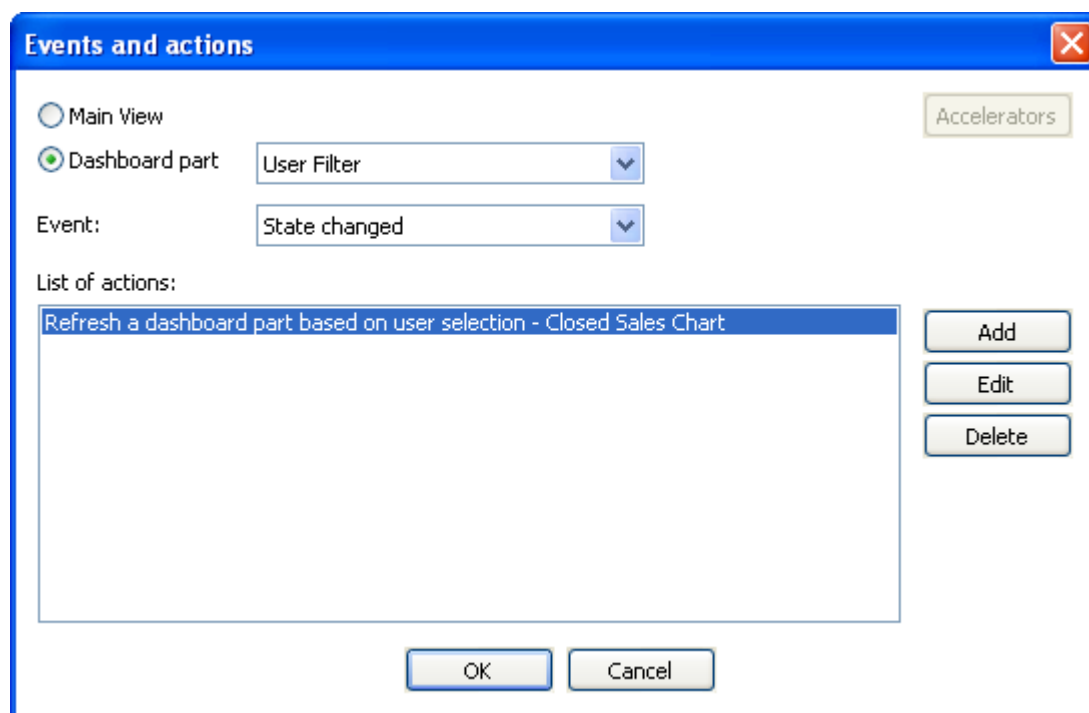 Events and actions
Main View
Accelerators
Dashboard part
User Filter
Event:
State changed
List of actions:
Refresh a dashboard part based on user selection - Closed Sales Chart
Add
Edit
Delete
OK
Cancel